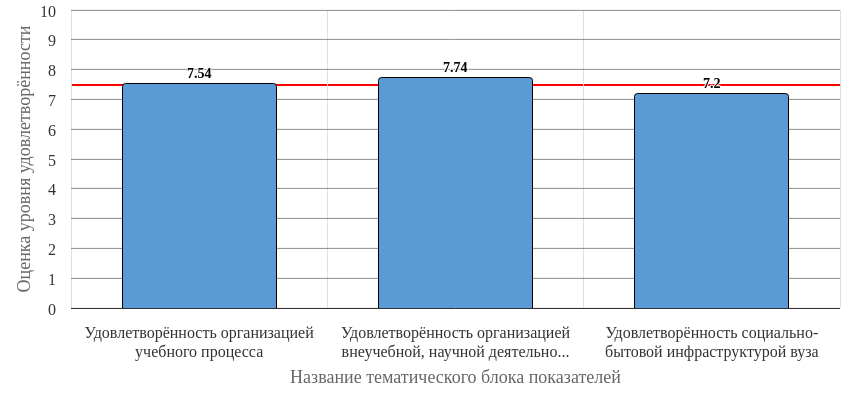 Оценка уровня удовлетворённости
10
9
8
7
6
5
4
3
2
1
0
7.54
7.74
7.2
Удовлетворённость организацией
учебного процесса
Удовлетворённость организацией
внеучебной, научной деятельно...
Удовлетворённость социально-
бытовой инфраструктурой вуза
Название тематического блока показателей